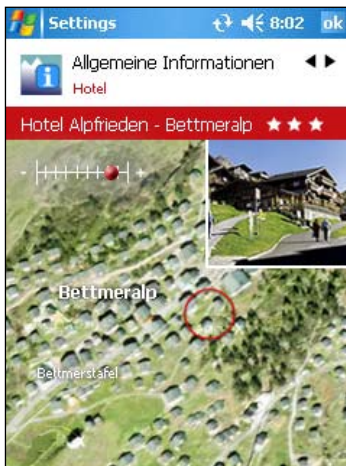 Settings 8:02 ok
Allgemeine Informationen
Hotel
Hotel Alpfrieden - Bettmeralp
- +
Bettmeralp
Bettmerstafel